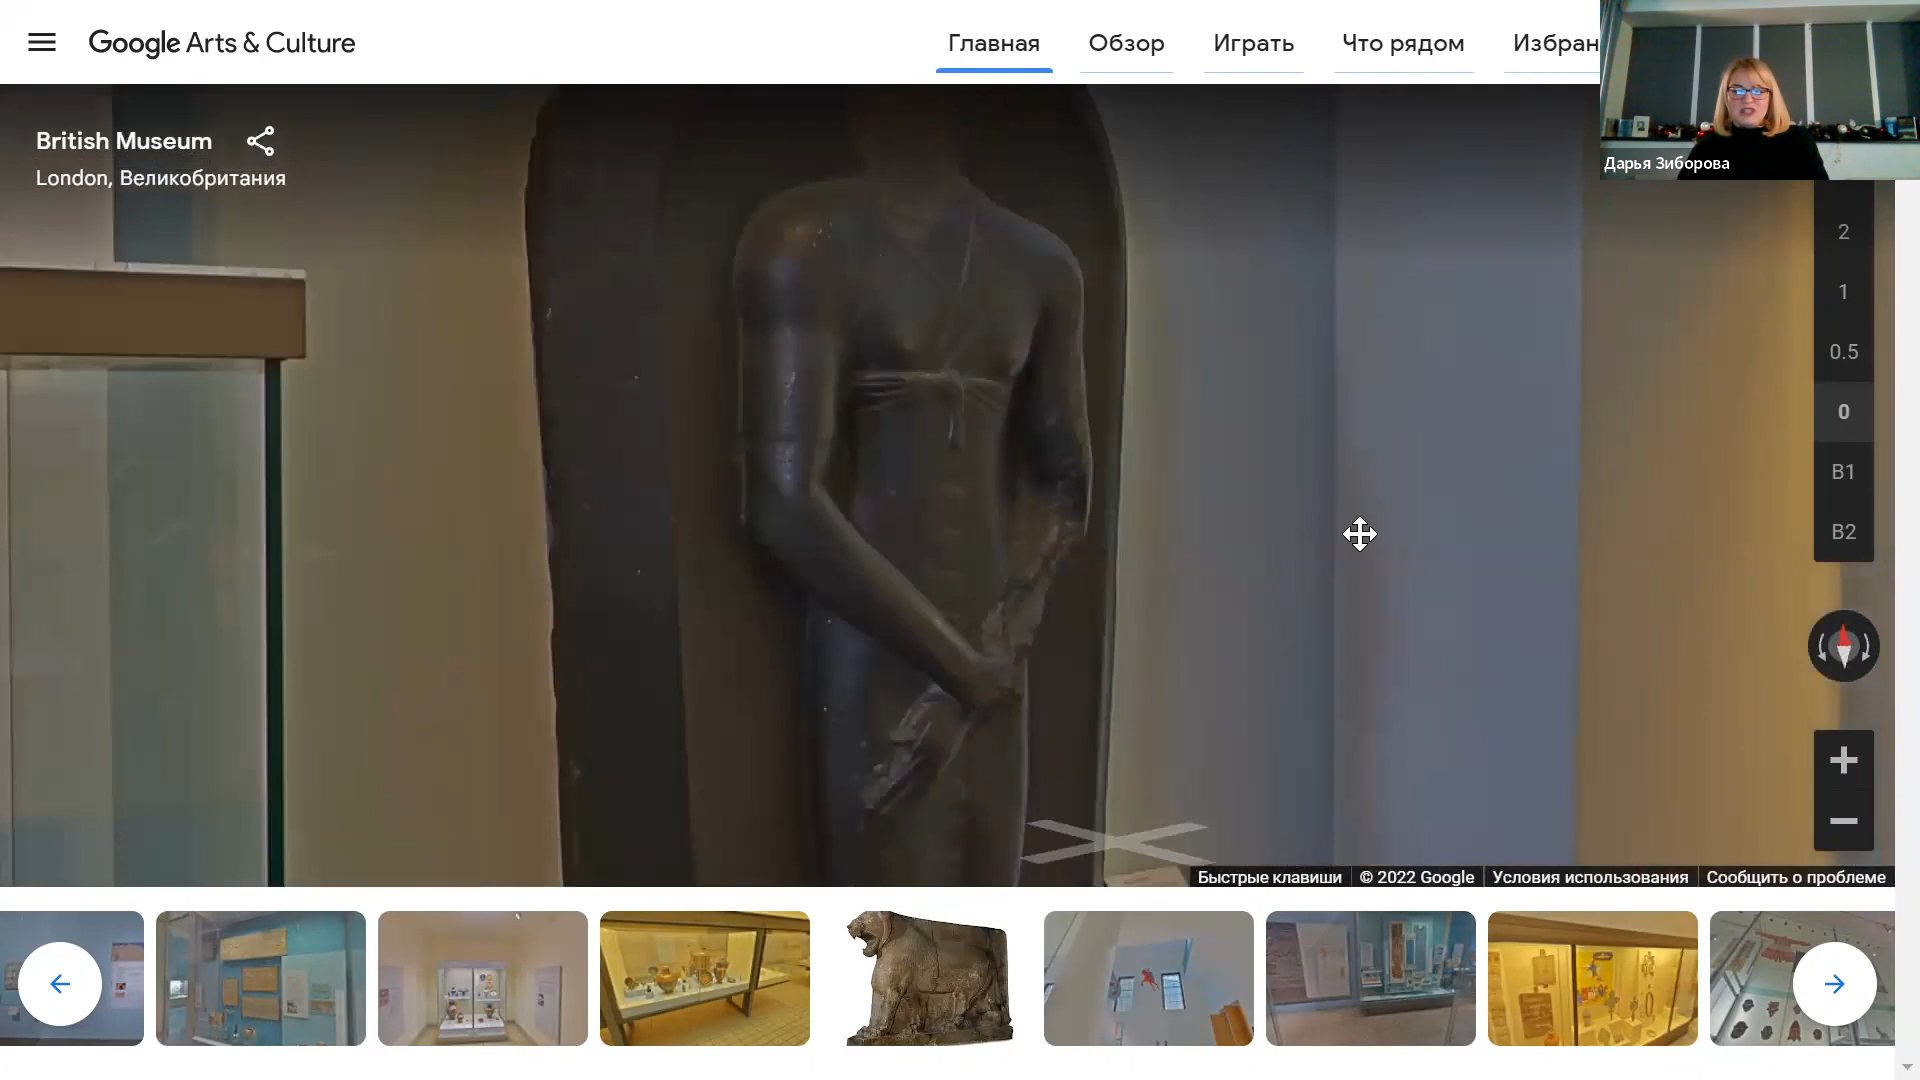 Google Arts & Culture
Главная
Обзор
Играть
Что рядом
Избран
Дарья Зиборова
British Museum
London, Великобритания
2
1
0.5
0
B1
B2
Быстрые клавиши
© 2022 Google
Условия использования
Сообщить о проблеме